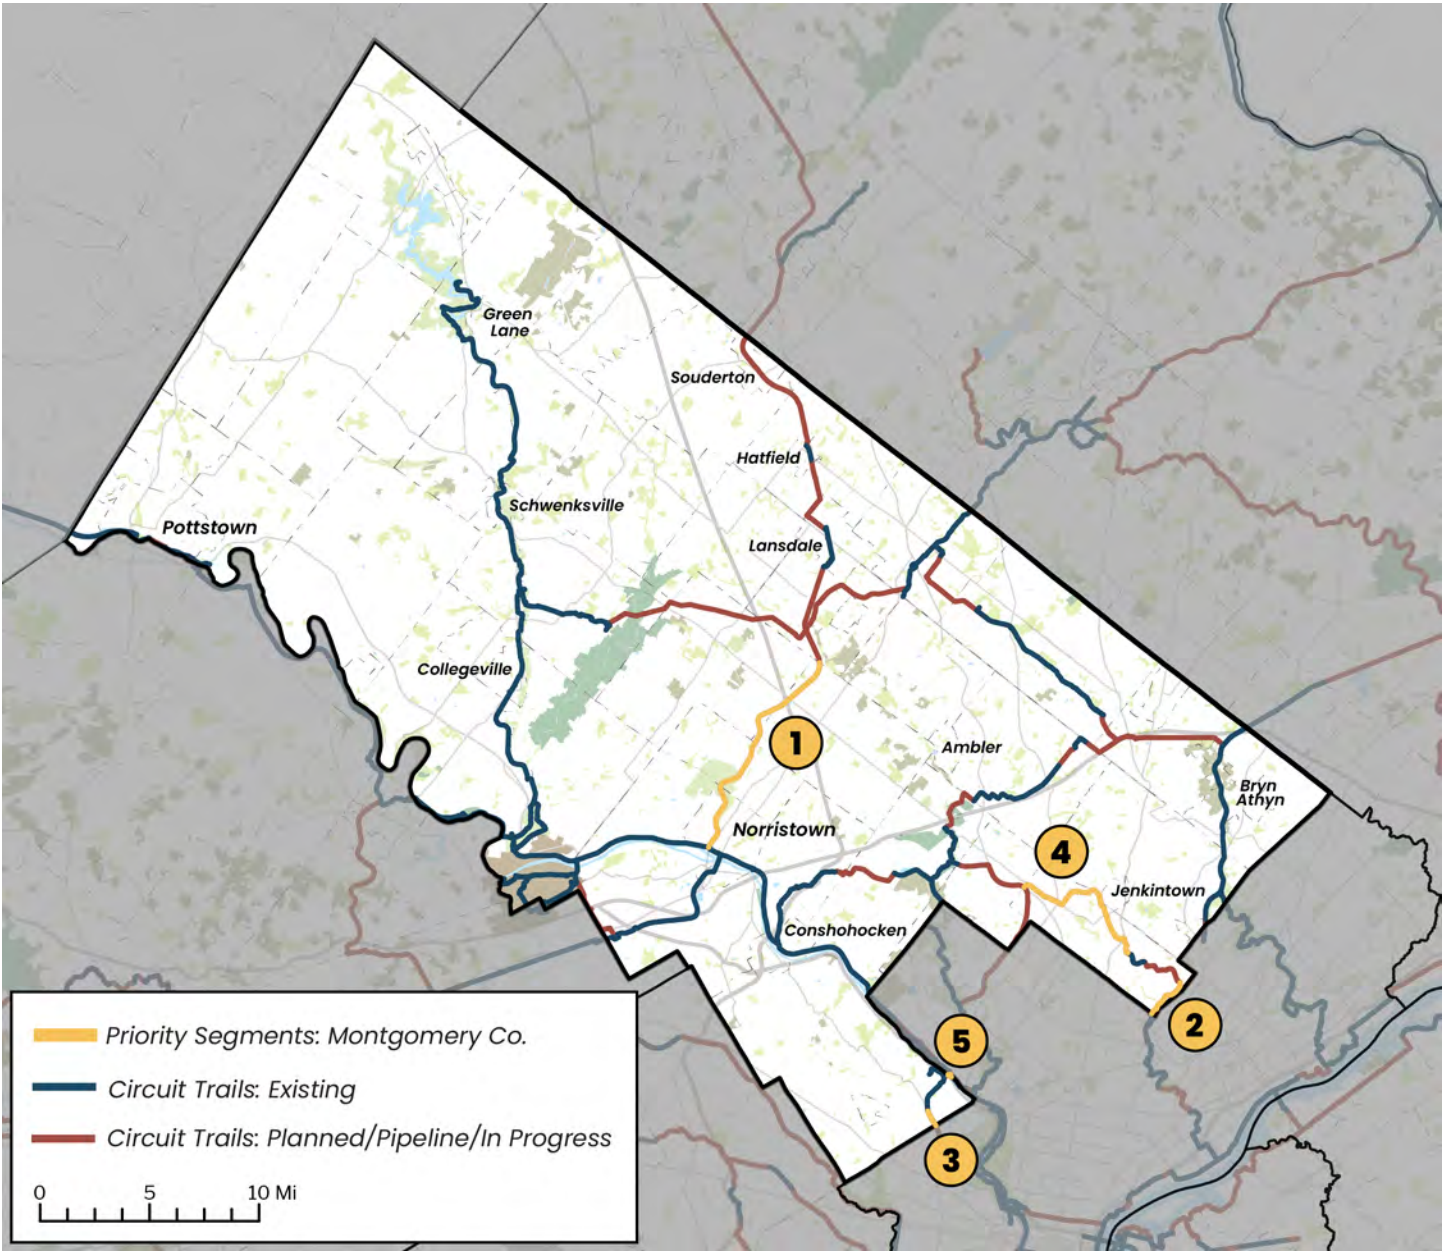 Green
Lane
Souderton
Hatfield
Schwenksville
Pottstown
Lansdale
Collegeville
1
Ambler
Bryn
Athyn
Norristown
4
Jenkintown
Conshohocken
2
5
3
Priority Segments: Montgomery Co.
Circuit Trails: Existing
Circuit Trails: Planned/Pipeline/In Progress
0 5 10 Mi